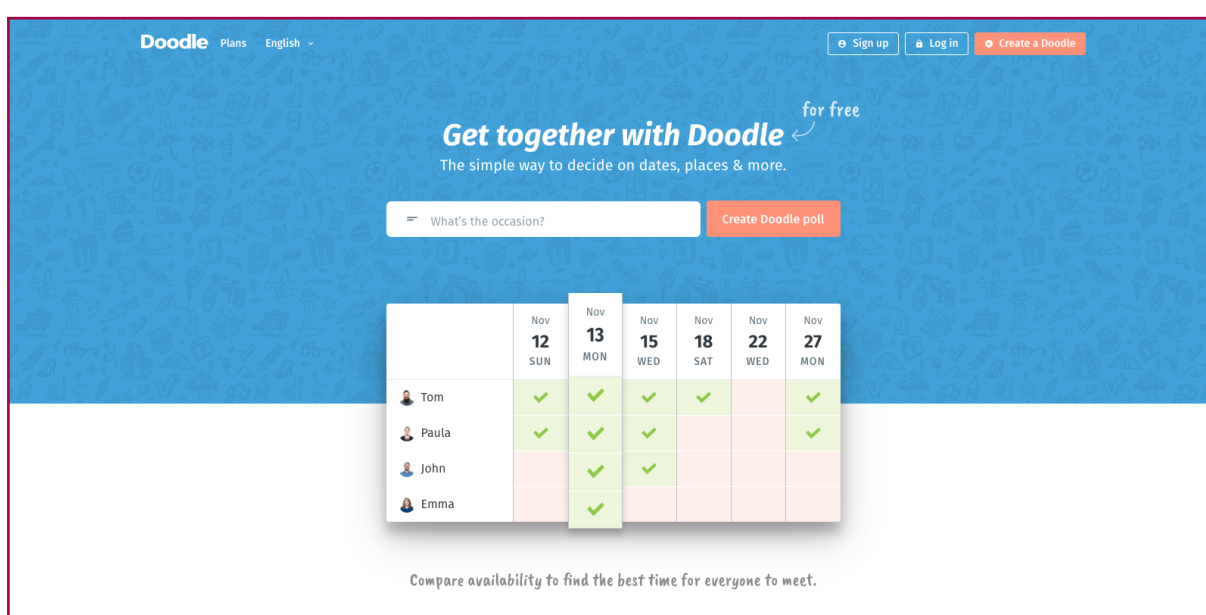 Doodle Plans English Sign up Log in Create a Doodle
for free
Get together with Doodle
The simple way to decide on dates, places & more.
What's the occasion? Create Doodle poll
Nov Nov Nov Nov Nov Nov
12 13 15 18 22 27
SUN MON WED SAT WED MON
Tom
Paula
John
Emma
Compare availability to find the best time for everyone to meet.